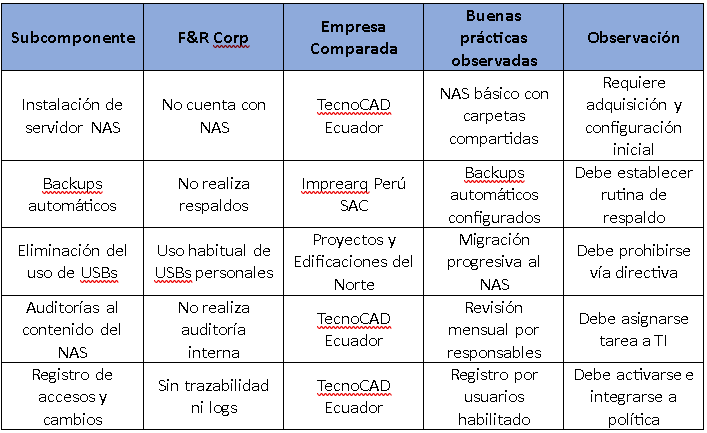 Subcomponente
F&R Corp
Empresa
Comparada
Buenas
prácticas
observadas
Observación
Instalación de
servidor NAS
No cuenta con
NAS
TecnoCAD
Ecuador
NAS básico con
carpetas
compartidas
Requiere
adquisición y
configuración
inicial
Backups
automáticos
No realiza
respaldos
Imprearq Perú
SAC
Backups
automáticos
configurados
Debe establecer
rutina de
respaldo
Eliminación del
uso de USBs
Uso habitual de
USBs personales
Proyectos y
Edificaciones del
Norte
Migración
progresiva al
NAS
Debe prohibirse
vía directiva
Auditorías al
contenido del
NAS
No realiza
auditoría
interna
TecnoCAD
Ecuador
Revisión
mensual por
responsables
Debe asignarse
tarea a TI
Registro de
accesos y
cambios
Sin trazabilidad
ni logs
TecnoCAD
Ecuador
Registro por
usuarios
habilitado
Debe activarse e
integrarse a
política